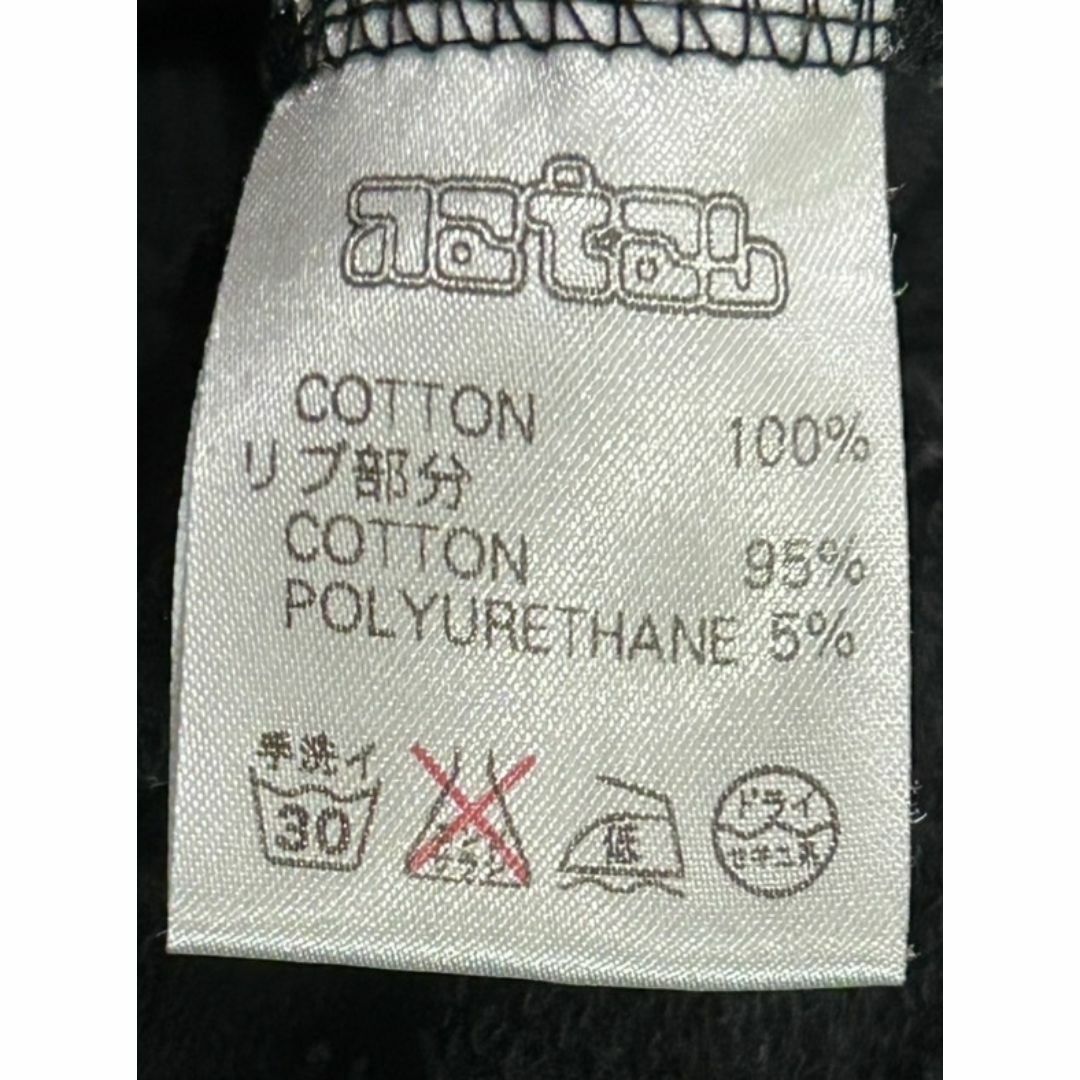 COTTON 100%
リブ部分
COTTON 95%
POLYURETHANE 5%
手洗イ
30
低
ドライ
セキユ系